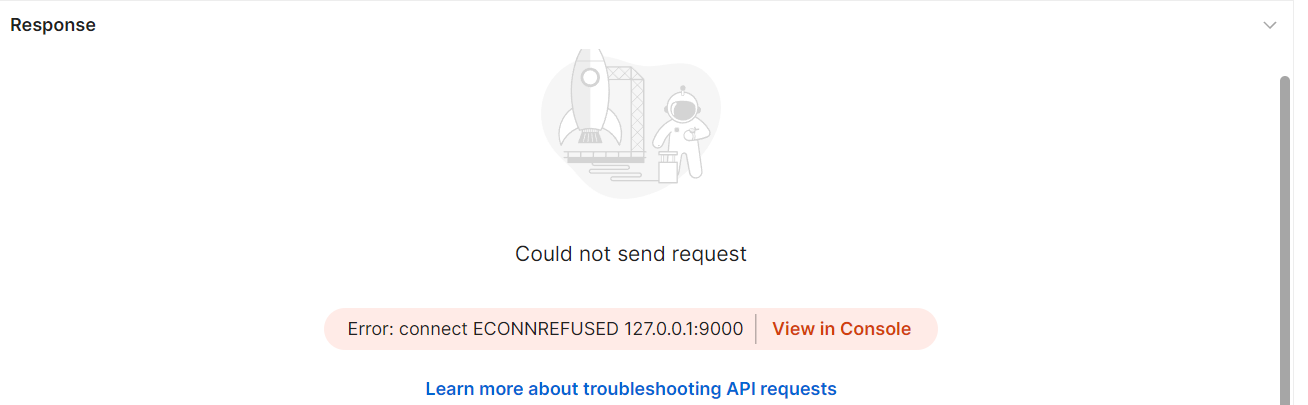 Response
Could not send request
Error: connect ECONNREFUSED 127.0.0.1:9000 View in Console
Learn more about troubleshooting API requests